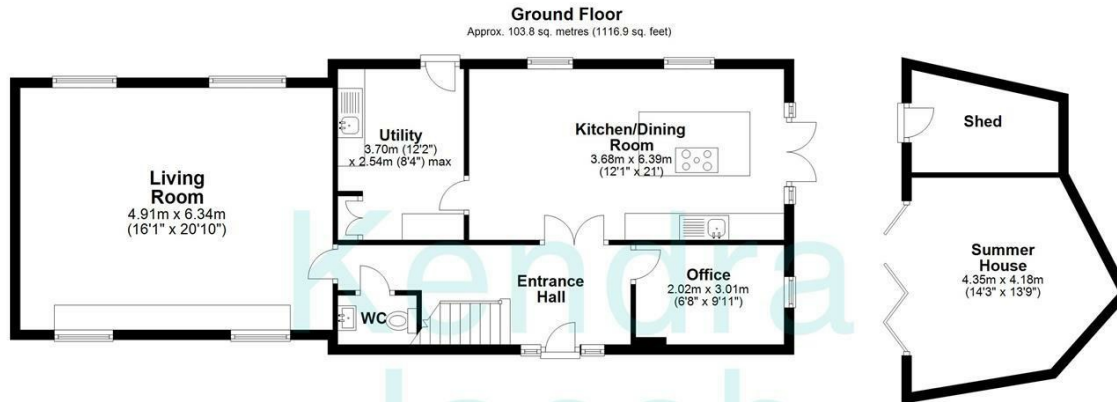 Ground Floor
Approx. 103.8 sq. metres (1116.9 sq. feet)
Living
Room
4.91m x 6.34m
(16'1" x 20'10")
Utility
3.70m (12'2")
x 2.54m (8'4") max
Kitchen/Dining
Room
3.68m x 6.39m
(12'1" x 21')
WC
Entrance
Hall
Office
2.02m x 3.01m
(6'8" x 9'11")
Shed
Summer
House
4.35m x 4.18m
(14'3" x 13'9")
Kendra